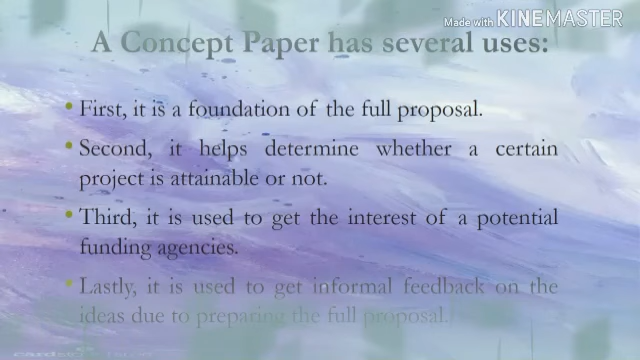 Made with KINEMASTER
A Concept Paper has several uses:
• First, it is a foundation of the full proposal.
• Second, it helps determine whether a certain
project is attainable or not.
• Third, it is used to get the interest of a potential
funding agencies.
• Lastly, it is used to get informal feedback on the
ideas due to preparing the full proposal.